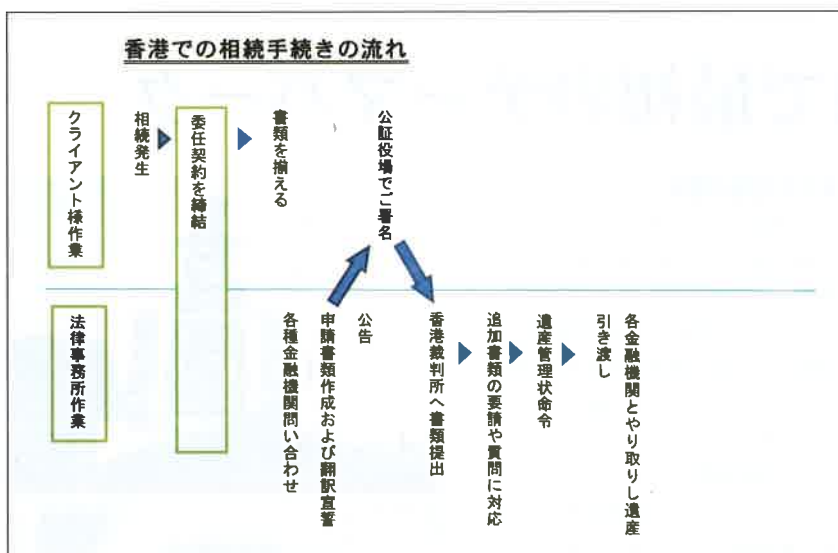 香港での相続手続きの流れ
クライアント様作業
相続発生
委任契約を締結
書類を揃える
公証役場でご署名
法律事務所作業
各種金融機関問い合わせ
申請書類作成および翻訳宣誓
公告
香港裁判所へ書類提出
追加書類の要請や質問に対応
遺産管理状命令
各金融機関とやり取りし遺産
引き渡し